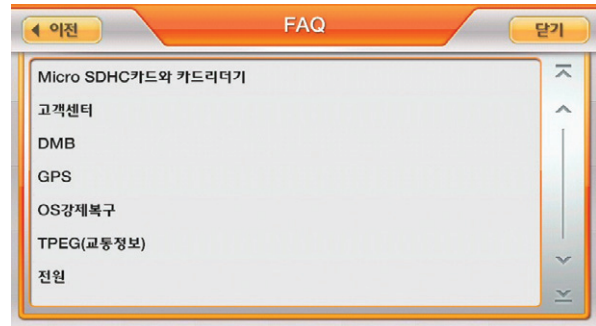 이전
FAQ
닫기
Micro SDHC카드와 카드리더기
고객센터
DMB
GPS
OS강제복구
TPEG(교통정보)
전원